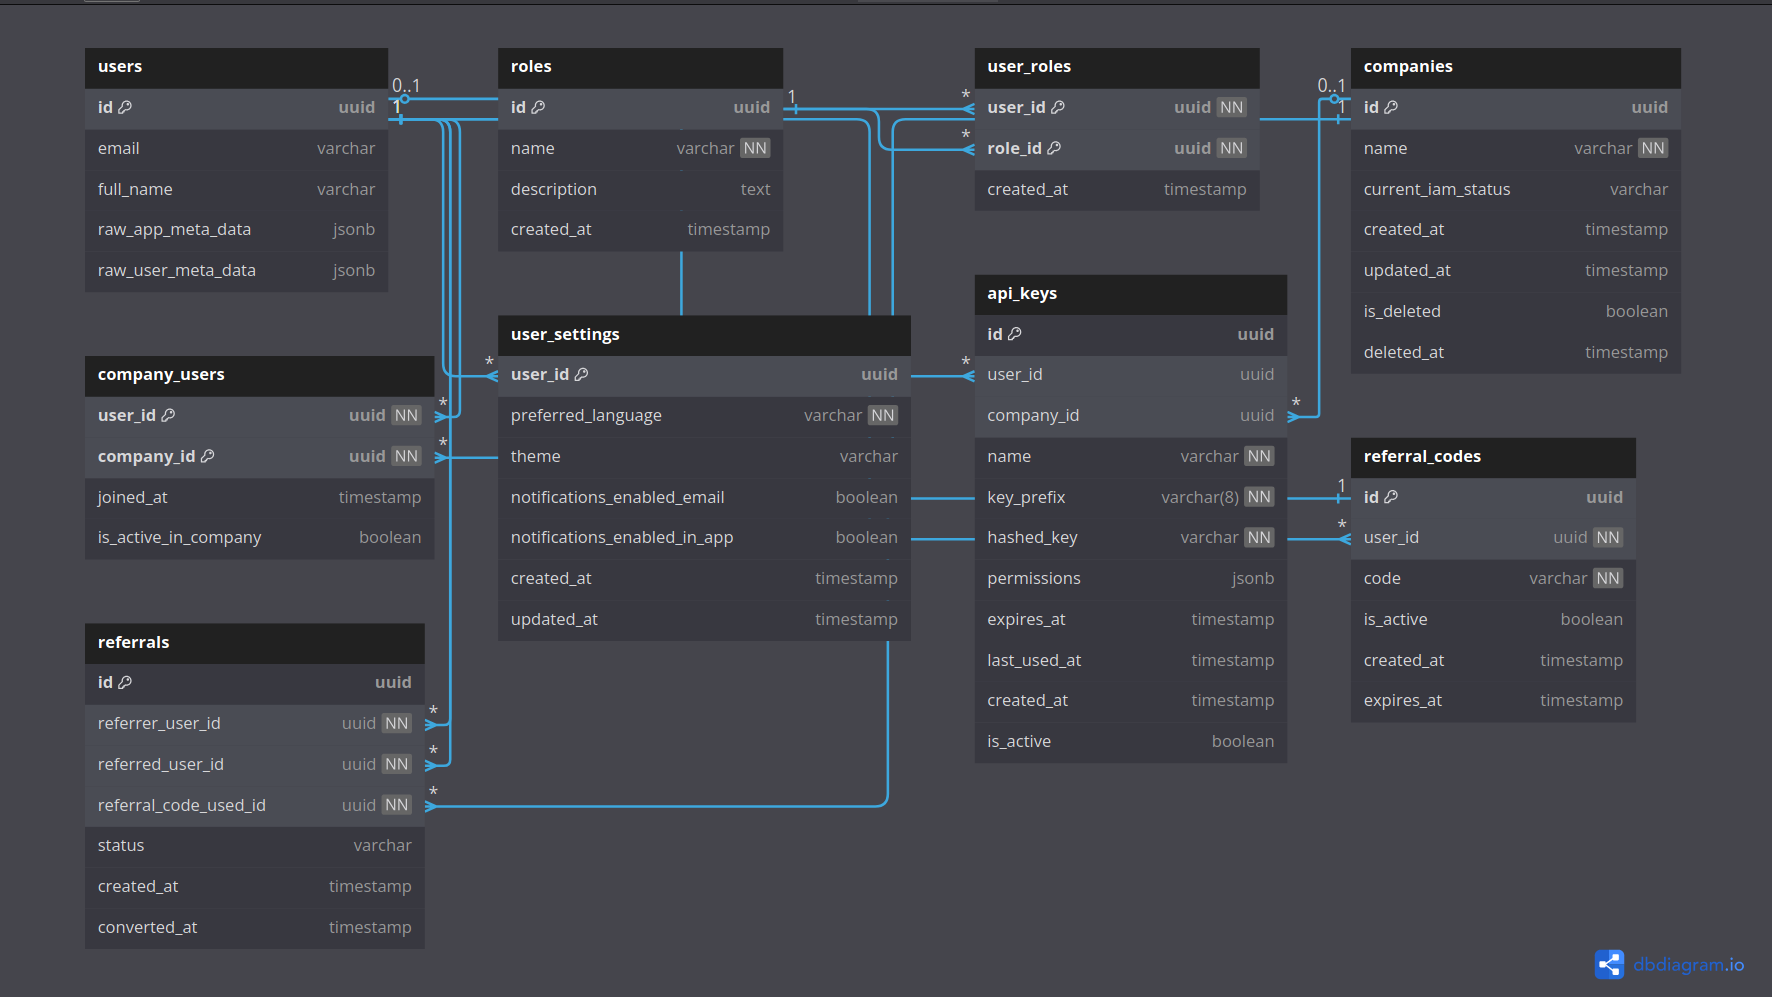 users
id uuid
email varchar
full_name varchar
raw_app_meta_data jsonb
raw_user_meta_data jsonb
0..1
1
roles
id uuid
name varchar NN
description text
created_at timestamp
1
user_roles
* user_id uuid NN
* role_id uuid NN
created_at timestamp
companies
0..1
1
id uuid
name varchar NN
current_iam_status varchar
created_at timestamp
updated_at timestamp
is_deleted boolean
deleted_at timestamp
company_users
user_id uuid NN *
company_id uuid NN *
joined_at timestamp
is_active_in_company boolean
user_settings
* user_id uuid
preferred_language varchar NN
theme varchar
notifications_enabled_email boolean
notifications_enabled_in_app boolean
created_at timestamp
updated_at timestamp
api_keys
id uuid
* user_id uuid
company_id uuid *
name varchar NN
key_prefix varchar(8) NN
hashed_key varchar NN
permissions jsonb
expires_at timestamp
last_used_at timestamp
created_at timestamp
is_active boolean
referral_codes
1 id uuid
* user_id uuid NN
code varchar NN
is_active boolean
created_at timestamp
expires_at timestamp
referrals
id uuid
referrer_user_id uuid NN *
referred_user_id uuid NN *
referral_code_used_id uuid NN *
status varchar
created_at timestamp
converted_at timestamp
dbdiagram.io